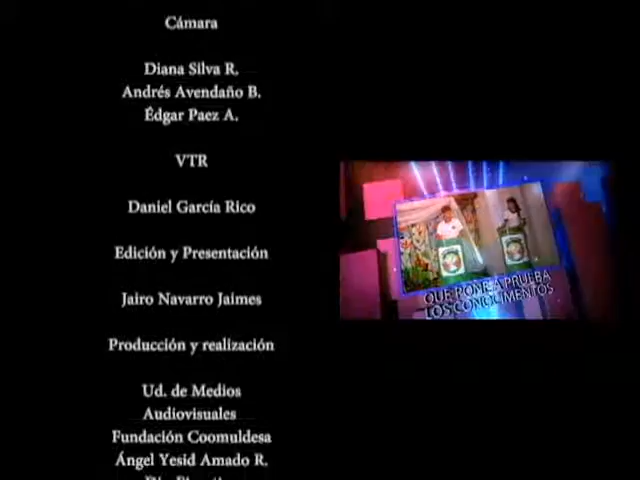 Cámara
Diana Silva R.
Andrés Avendaño B.
Édgar Paez A.
VTR
Daniel García Rico
Edición y Presentación
Jairo Navarro Jaimes
Producción y realización
Ud. de Medios
Audiovisuales
Fundación Coomuldesa
Ángel Yesid Amado R.
QUE PONE A PRUEBA
LOS CONOCIMIENTOS